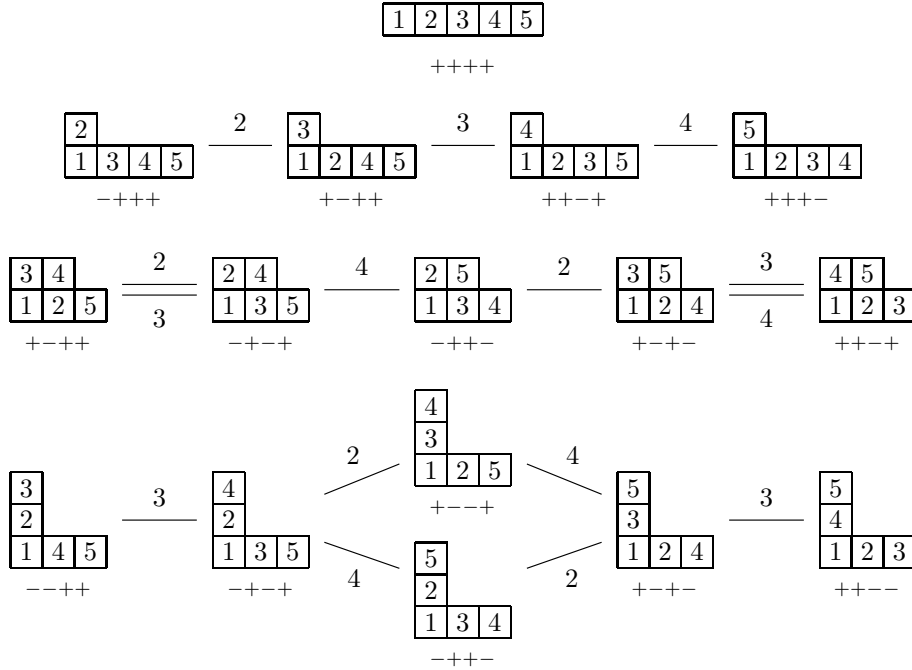 1 2 3 4 5
++++
2 3 4
2 3 4 5
1 3 4 5 1 2 4 5 1 2 3 5 1 2 3 4
−+++ +−++ ++−+ +++−
2 4 2 3
3 4 2 4 2 5 3 5 4 5
1 2 5 1 3 5 1 3 4 1 2 4 1 2 3
3 4
+−++ −+−+ −++− +−+− ++−+
4
3
2 4
1 2 5
3 4 5 5
3 3
+−−+
2 2 3 4
1 4 5 1 3 5 1 2 4 1 2 3
5
4 2
−−++ −+−+ +−+− ++−−
2
1 3 4
−++−